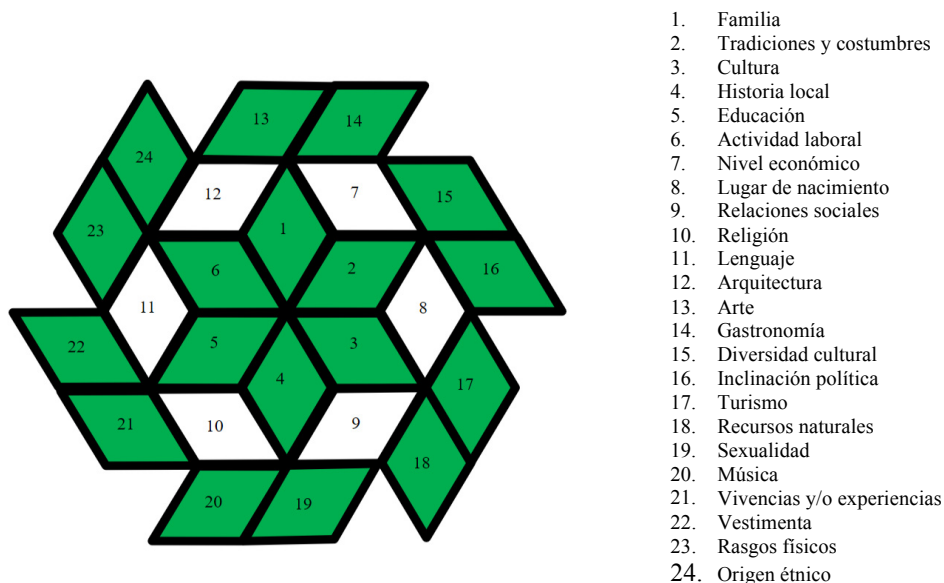 1. Familia
2. Tradiciones y costumbres
3. Cultura
4. Historia local
5. Educación
6. Actividad laboral
7. Nivel económico
8. Lugar de nacimiento
9. Relaciones sociales
10. Religión
11. Lenguaje
12. Arquitectura
13. Arte
14. Gastronomía
15. Diversidad cultural
16. Inclinación política
17. Turismo
18. Recursos naturales
19. Sexualidad
20. Música
21. Vivencias y/o experiencias
22. Vestimenta
23. Rasgos físicos
24. Origen étnico
13
14
24
12
7
15
23
1
6
2
16
11
8
22
5
3
4
17
21
10
9
18
20
19